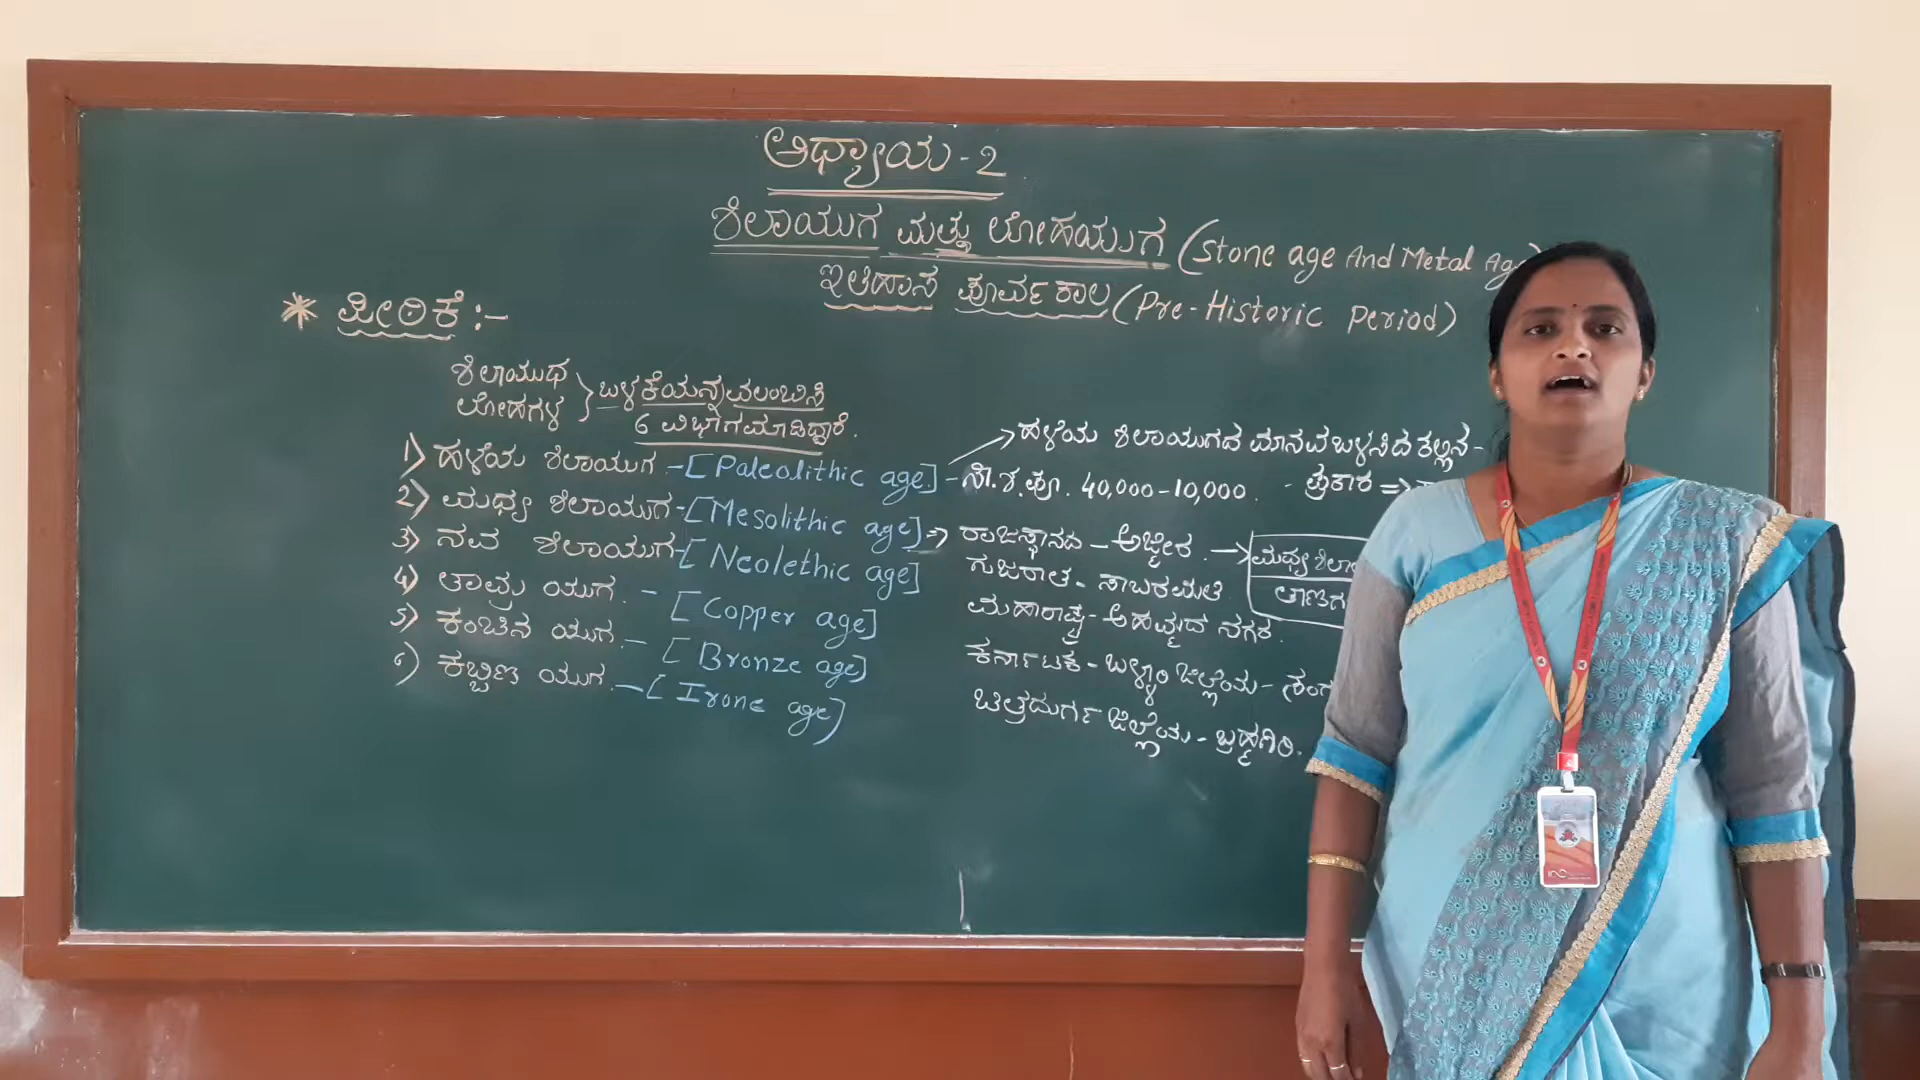 ಅಧ್ಯಾಯ - 2
ಶಿಲಾಯುಗ ಮತ್ತು ಲೋಹಯುಗ (Stone age And Metal Age)
ಇತಿಹಾಸ ಪೂರ್ವಕಾಲ (Pre-Historic Period)
* ಪೀಠಿಕೆ :-
ಶಿಲಾಯುಧ
ಲೋಹಗಳ
ಬಳಕೆಯನ್ನವಲಂಬಿಸಿ
6 ವಿಭಾಗಮಾಡಿದ್ದಾರೆ.
1) ಹಳೆಯ ಶಿಲಾಯುಗ - [Paleolithic age.] - ಸಿ.ಶ.ಪೂ. 40,000-10,000.
2) ಮಧ್ಯ ಶಿಲಾಯುಗ - [Mesolithic age]
3) ನವ ಶಿಲಾಯುಗ - [Neolethic age]
4) ತಾಮ್ರ ಯುಗ. - [Copper age]
5) ಕಂಚಿನ ಯುಗ. - [Bronze age]
6) ಕಬ್ಬಿಣ ಯುಗ. - [Irone age)
→ ಹಳೆಯ ಶಿಲಾಯುಗದ ಮಾನವ ಬಳಸಿದ ಕಲ್ಲಿನ -
- ಪ್ರಕಾರ ⇒
⇒ ರಾಜಸ್ಥಾನದ - ಅಜ್ಮೇರ. → ಮಧ್ಯ
ಗುಜರಾತ - ಸಾಬರಮತಿ
ಮಹಾರಾಷ್ಟ್ರ - ಅಹಮ್ಮದ ನಗರ.
ಕರ್ನಾಟಕ - ಬಳ್ಳಾರಿ ಜಿಲ್ಲೆಯ -
ಚಿತ್ರದುರ್ಗ ಜಿಲ್ಲೆಯ - ಬ್ರಹ್ಮಗಿರಿ.